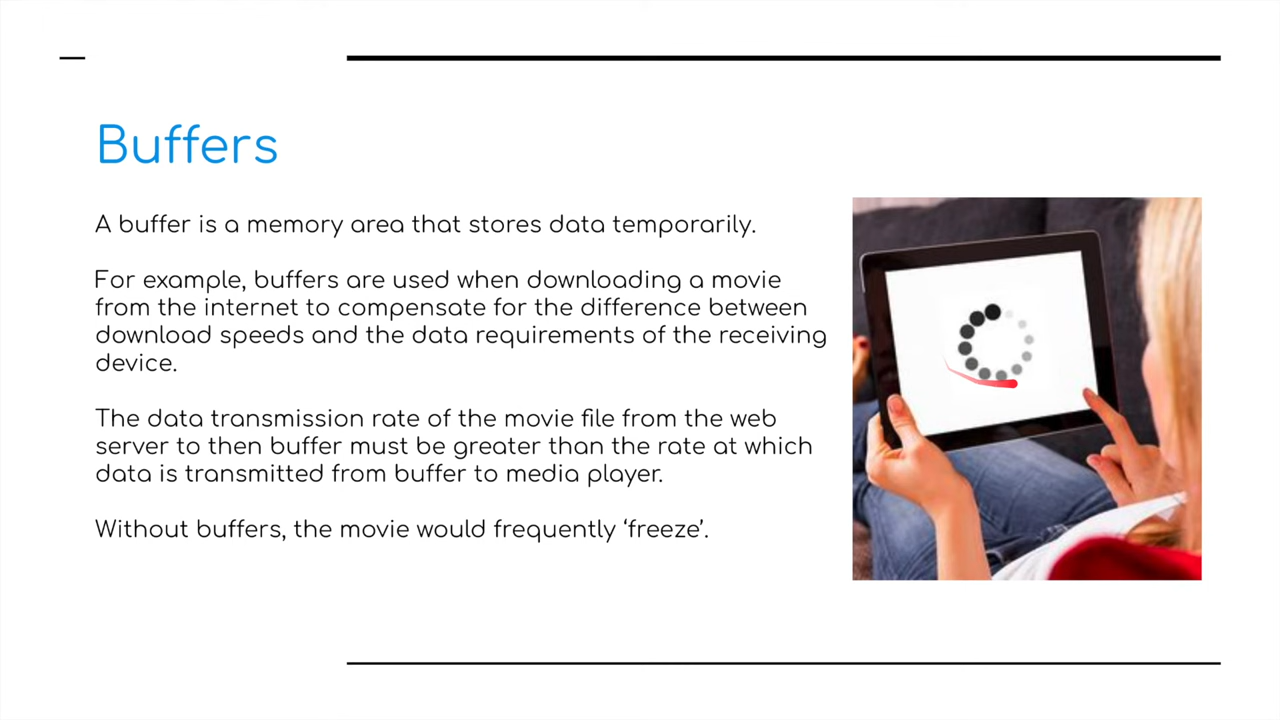 Buffers
A buffer is a memory area that stores data temporarily.
For example, buffers are used when downloading a movie
from the internet to compensate for the difference between
download speeds and the data requirements of the receiving
device.
The data transmission rate of the movie file from the web
server to then buffer must be greater than the rate at which
data is transmitted from buffer to media player.
Without buffers, the movie would frequently ‘freeze’.